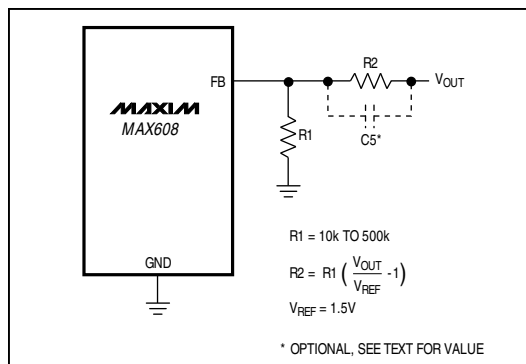 R2
FB
VOUT
MAXIM
MAX608
R1
C5*
R1 = 10k TO 500k
GND
R2 = R1 ( VOUT / VREF -1)
VREF = 1.5V
* OPTIONAL, SEE TEXT FOR VALUE